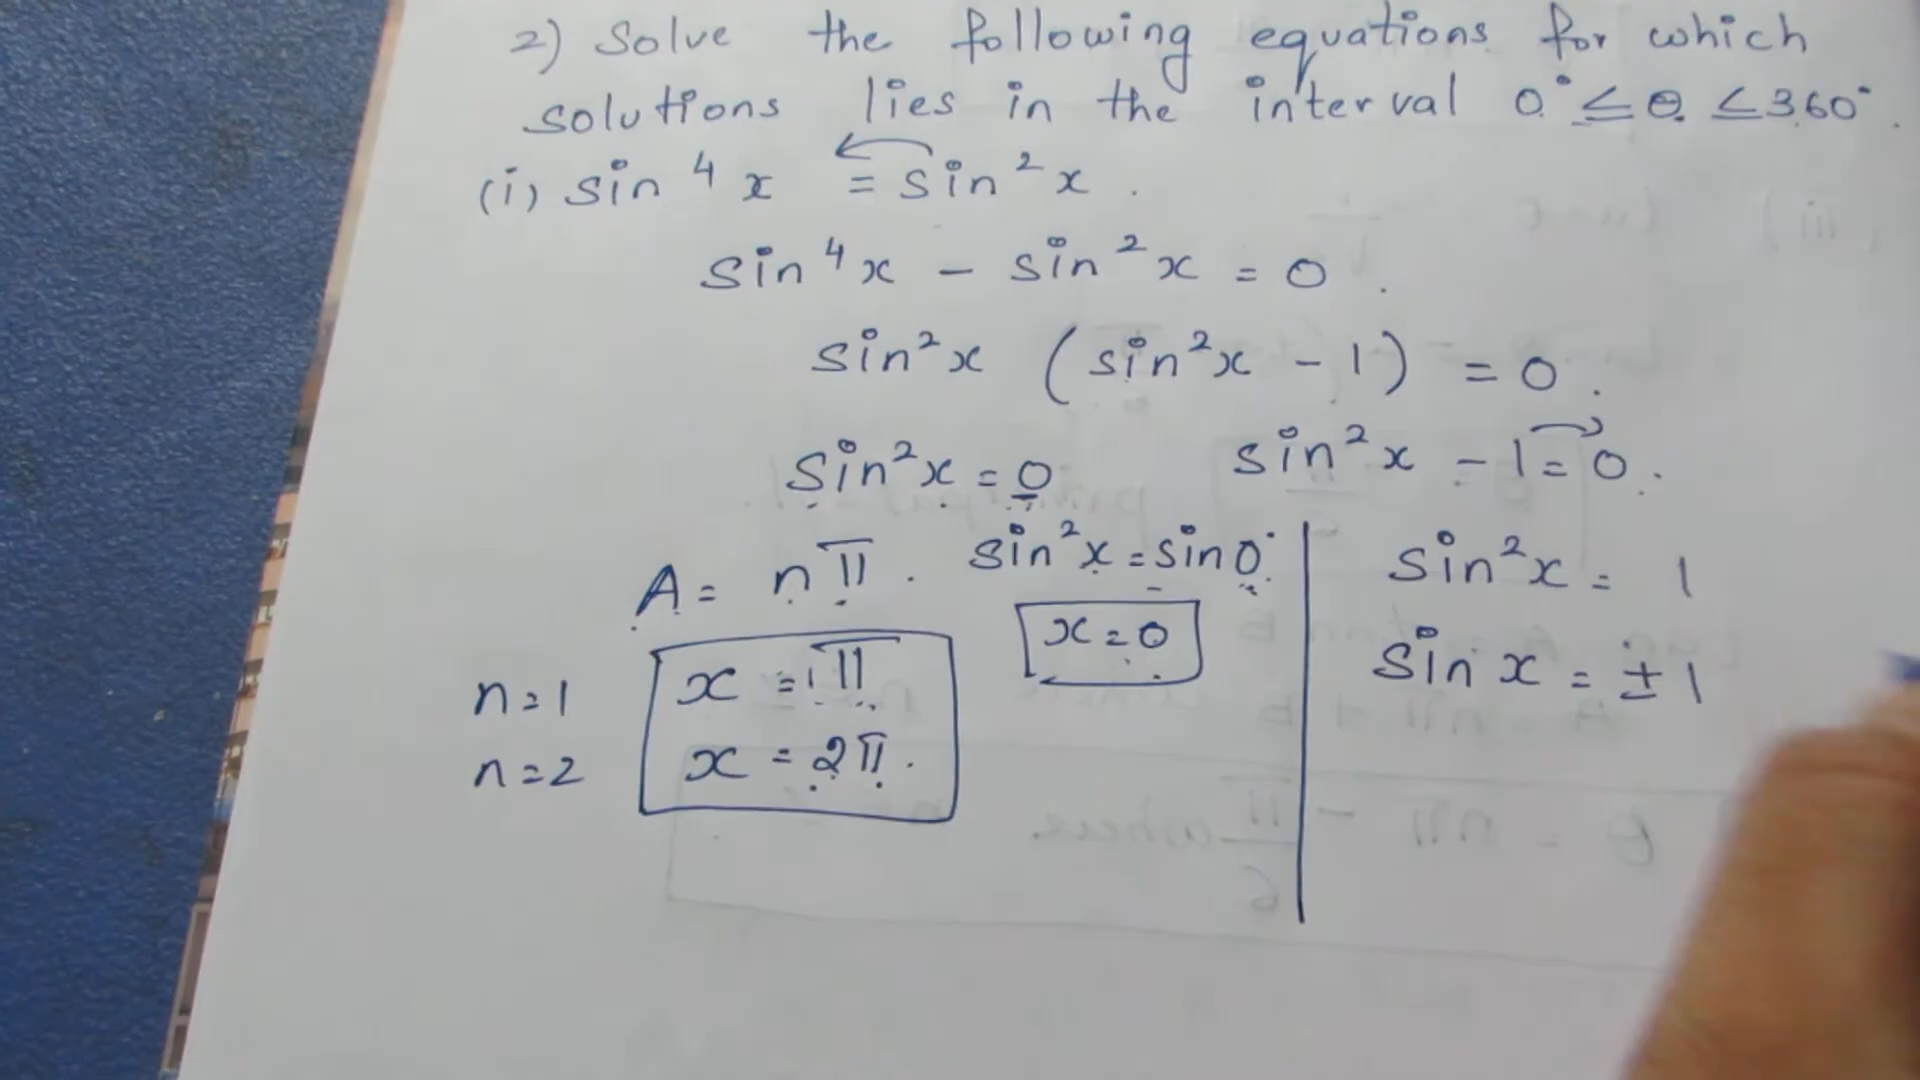 2) Solve the following equations for which
solutions lies in the interval 0° ≤ θ ≤ 360°.
(i) sin⁴x = sin²x.
sin⁴x - sin²x = 0.
sin²x (sin²x - 1) = 0.
sin²x = 0
sin²x - 1 = 0.
A = nπ.
sin²x = sin 0°
x = 0
n=1 x = π
n=2 x = 2π.
sin²x = 1
sin x = ± 1